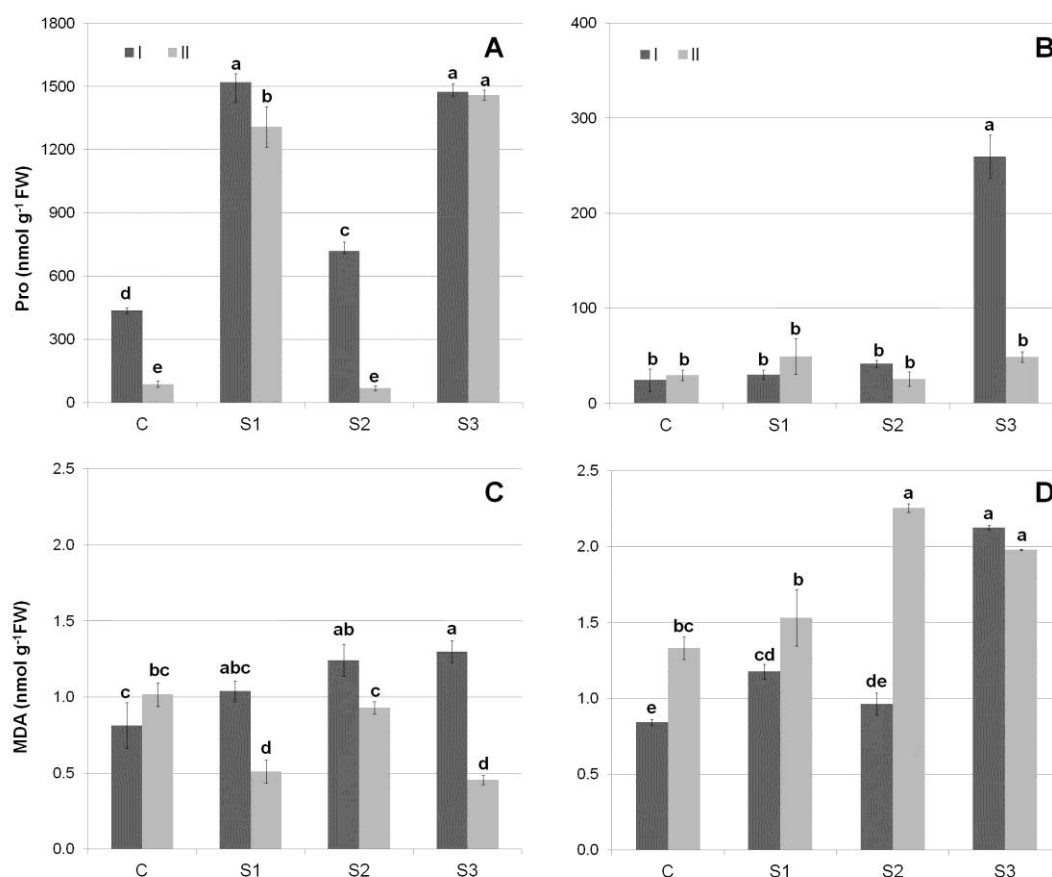 A
I II
Pro (nmol g⁻¹ FW)
1800
1500
1200
900
600
300
0
d e a b c e a a
C S1 S2 S3
B
I II
400
300
200
100
0
b b b b b b a b
C S1 S2 S3
C
MDA (nmol g⁻¹FW)
2.5
2.0
1.5
1.0
0.5
0.0
c bc abc d ab c a d
C S1 S2 S3
D
2.5
2.0
1.5
1.0
0.5
0.0
e bc cd b de a a a
C S1 S2 S3